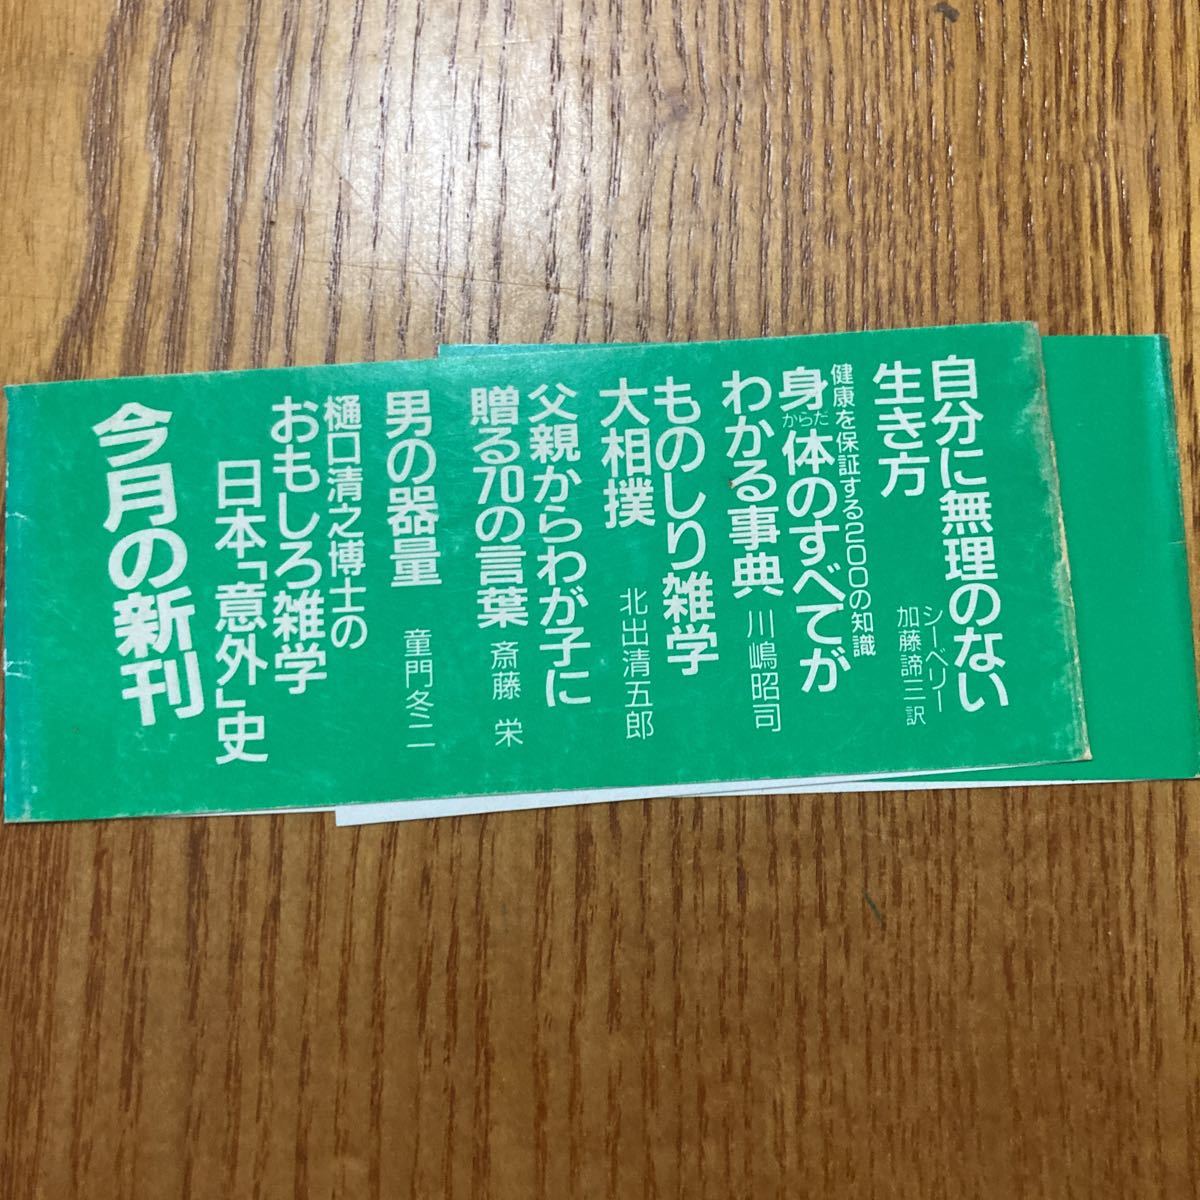 自分に無理のない
生き方
シーベリー
加藤諦三訳
健康を保証する200の知識
身体のすべてが
からだ
わかる事典
川嶋昭司
ものしり雑学
大相撲
北出清五郎
父親からわが子に
贈る70の言葉
斎藤栄
男の器量
童門冬二
樋口清之博士の
おもしろ雑学
日本「意外」史
今月の新刊